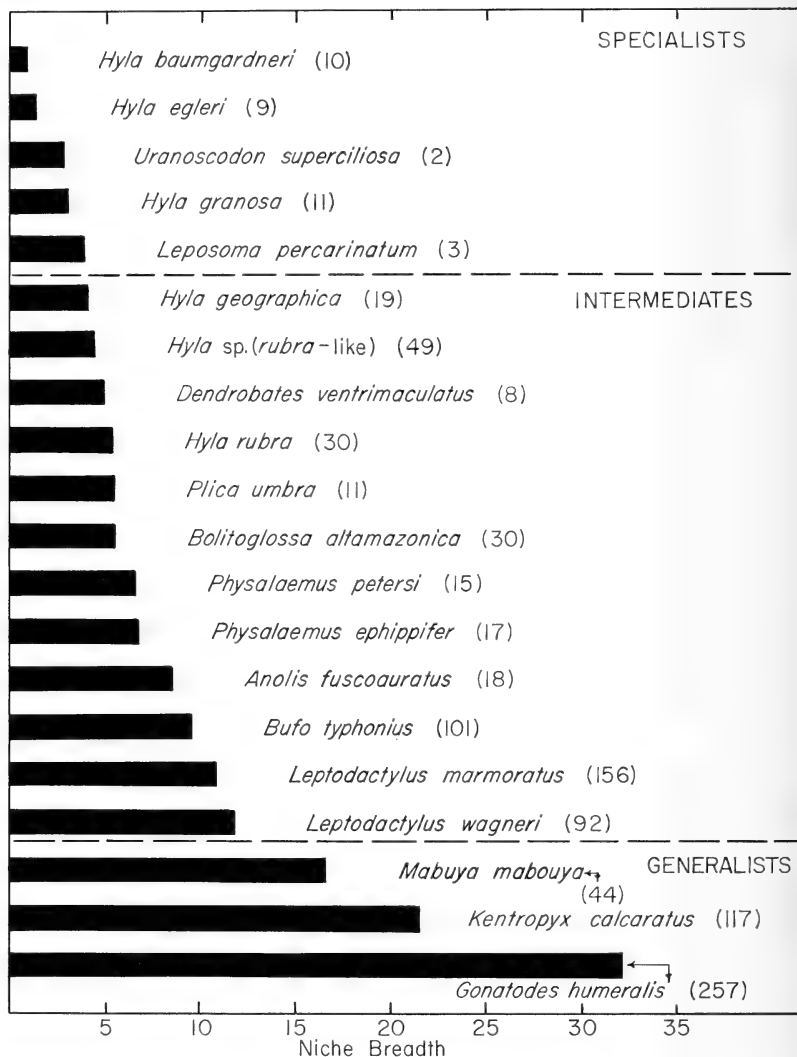 SPECIALISTS
Hyla baumgardneri (10)
Hyla egleri (9)
Uranoscodon superciliosa (2)
Hyla granosa (11)
Leposoma percarinatum (3)
Hyla geographica (19)
INTERMEDIATES
Hyla sp. (rubra-like) (49)
Dendrobates ventrimaculatus (8)
Hyla rubra (30)
Plica umbra (11)
Bolitoglossa altamazonica (30)
Physalaemus petersi (15)
Physalaemus ephippifer (17)
Anolis fuscoauratus (18)
Bufo typhonius (101)
Leptodactylus marmoratus (156)
Leptodactylus wagneri (92)
Mabuya mabouya
GENERALISTS
(44)
Kentropyx calcaratus (117)
Gonatodes humeralis (257)
5 10 15 20 25 30 35
Niche Breadth